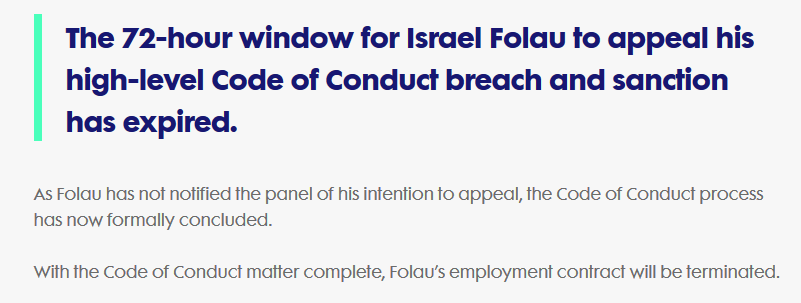 The 72-hour window for Israel Folau to appeal his
high-level Code of Conduct breach and sanction
has expired.
As Folau has not notified the panel of his intention to appeal, the Code of Conduct process
has now formally concluded.
With the Code of Conduct matter complete, Folau's employment contract will be terminated.